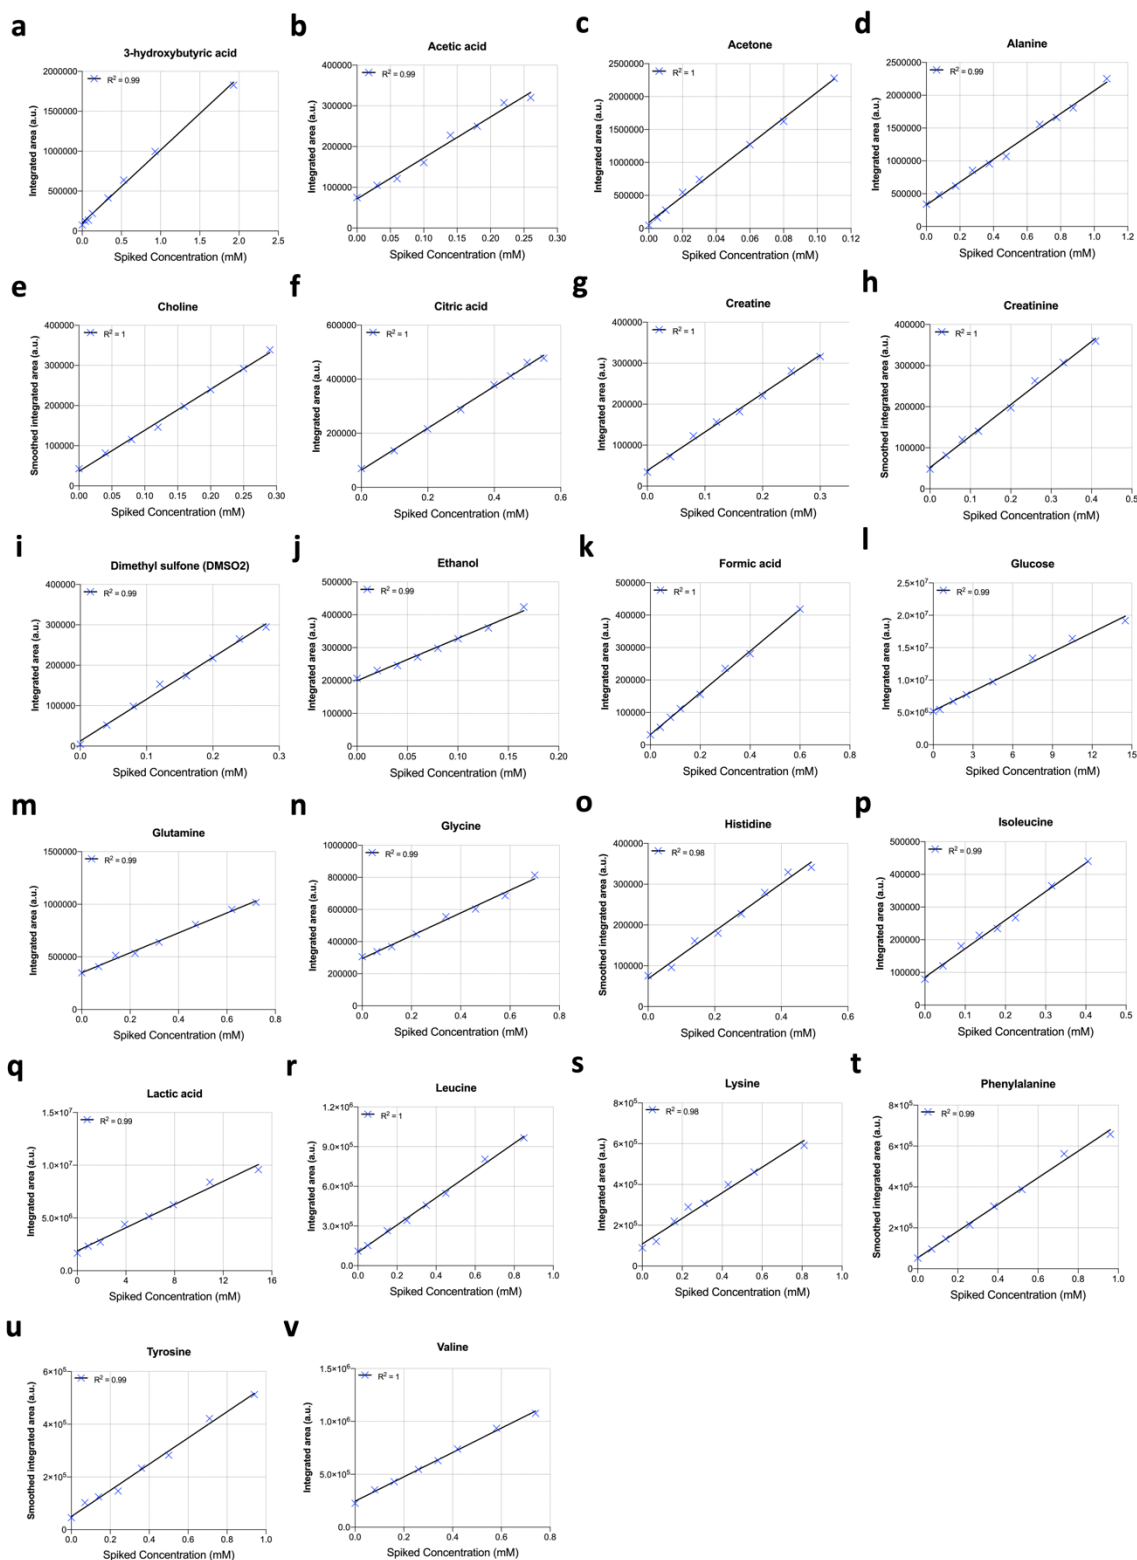 a
3-hydroxybutyric acid
R² = 0.99
2000000
1500000
1000000
500000
0
0.0 0.5 1.0 1.5 2.0 2.5
Integrated area (a.u.)
Spiked Concentration (mM)
b
Acetic acid
R² = 0.99
400000
300000
200000
100000
0
0.00 0.05 0.10 0.15 0.20 0.25 0.30
Integrated area (a.u.)
Spiked Concentration (mM)
c
Acetone
R² = 1
2500000
2000000
1500000
1000000
500000
0
0.00 0.02 0.04 0.06 0.08 0.10 0.12
Integrated area (a.u.)
Spiked Concentration (mM)
d
Alanine
R² = 0.99
2500000
2000000
1500000
1000000
500000
0
0.0 0.2 0.4 0.6 0.8 1.0 1.2
Integrated area (a.u.)
Spiked Concentration (mM)
e
Choline
R² = 1
400000
300000
200000
100000
0
0.00 0.05 0.10 0.15 0.20 0.25 0.30
Smoothed integrated area (a.u.)
Spiked Concentration (mM)
f
Citric acid
R² = 1
600000
400000
200000
0
0.0 0.2 0.4 0.6
Integrated area (a.u.)
Spiked Concentration (mM)
g
Creatine
R² = 1
400000
300000
200000
100000
0
0.0 0.1 0.2 0.3
Integrated area (a.u.)
Spiked Concentration (mM)
h
Creatinine
R² = 1
400000
300000
200000
100000
0
0.0 0.1 0.2 0.3 0.4 0.5
Integrated area (a.u.)
Spiked Concentration (mM)
i
Dimethyl sulfone (DMSO2)
R² = 0.99
400000
300000
200000
100000
0
0.0 0.1 0.2 0.3
Integrated area (a.u.)
Spiked Concentration (mM)
j
Ethanol
R² = 0.99
500000
400000
300000
200000
100000
0
0.00 0.05 0.10 0.15 0.20
Integrated area (a.u.)
Spiked Concentration (mM)
k
Formic acid
R² = 1
500000
400000
300000
200000
100000
0
0.0 0.2 0.4 0.6 0.8
Integrated area (a.u.)
Spiked Concentration (mM)
l
Glucose
R² = 0.99
2.5×10⁷
2.0×10⁷
1.5×10⁷
1.0×10⁷
5.0×10⁶
0.0
0 3 6 9 12 15
Integrated area (a.u.)
Spiked Concentration (mM)
m
Glutamine
R² = 0.99
1500000
1000000
500000
0
0.0 0.2 0.4 0.6 0.8
Integrated area (a.u.)
Spiked Concentration (mM)
n
Glycine
R² = 0.99
1000000
800000
600000
400000
200000
0
0.0 0.2 0.4 0.6 0.8
Integrated area (a.u.)
Spiked Concentration (mM)
o
Histidine
R² = 0.98
400000
300000
200000
100000
0
0.0 0.2 0.4 0.6
Smoothed integrated area (a.u.)
Spiked Concentration (mM)
p
Isoleucine
R² = 0.99
500000
400000
300000
200000
100000
0
0.0 0.1 0.2 0.3 0.4 0.5
Integrated area (a.u.)
Spiked Concentration (mM)
q
Lactic acid
R² = 0.99
1.5×10⁷
1.0×10⁷
5.0×10⁶
0.0
0 4 8 12 16
Integrated area (a.u.)
Spiked Concentration (mM)
r
Leucine
R² = 1
1.2×10⁶
9.0×10⁵
6.0×10⁵
3.0×10⁵
0.0
0.0 0.2 0.4 0.6 0.8 1.0
Integrated area (a.u.)
Spiked Concentration (mM)
s
Lysine
R² = 0.98
8×10⁵
6×10⁵
4×10⁵
2×10⁵
0
0.0 0.2 0.4 0.6 0.8 1.0
Integrated area (a.u.)
Spiked Concentration (mM)
t
Phenylalanine
R² = 0.99
8×10⁵
6×10⁵
4×10⁵
2×10⁵
0
0.0 0.2 0.4 0.6 0.8 1.0
Smoothed integrated area (a.u.)
Spiked Concentration (mM)
u
Tyrosine
R² = 0.99
6×10⁵
4×10⁵
2×10⁵
0
0.0 0.2 0.4 0.6 0.8 1.0
Smoothed integrated area (a.u.)
Spiked Concentration (mM)
v
Valine
R² = 1
1.5×10⁶
1.0×10⁶
5.0×10⁵
0.0
0.0 0.2 0.4 0.6 0.8
Integrated area (a.u.)
Spiked Concentration (mM)